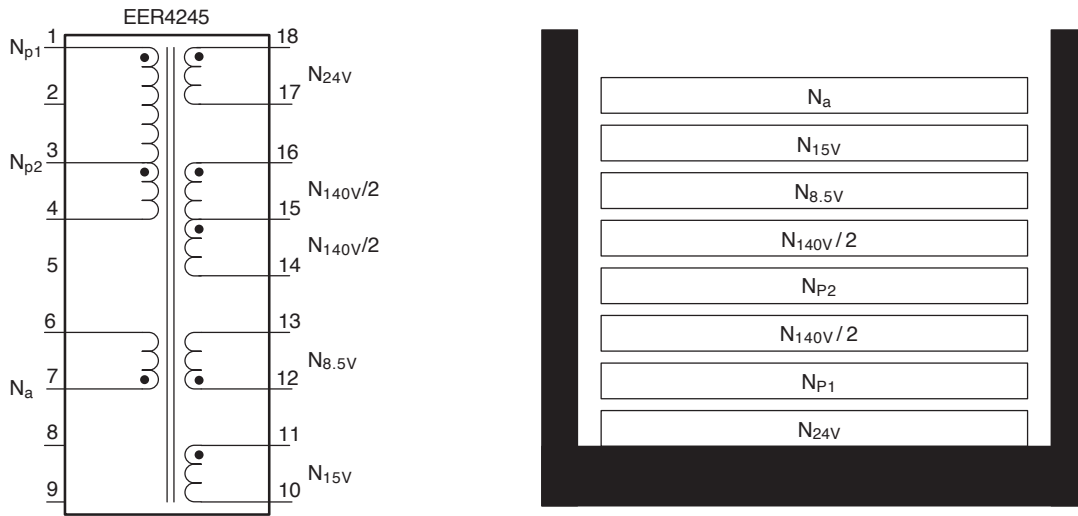 EER4245
Np1
1
2
Np2
3
4
5
6
Na
7
8
9
18
N24V
17
16
N140V/2
15
N140V/2
14
13
N8.5V
12
11
N15V
10
Na
N15V
N8.5V
N140V/2
NP2
N140V/2
NP1
N24V